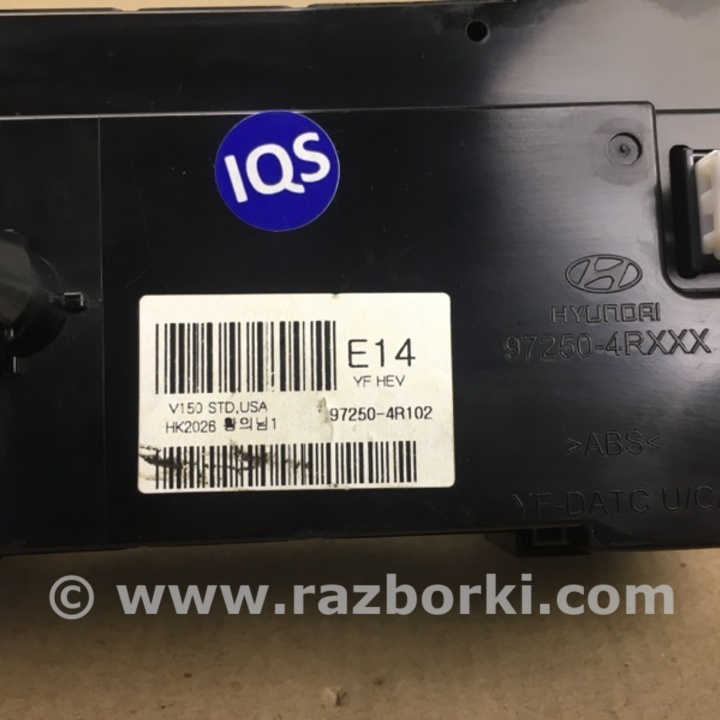 IQS
HYUNDAI
97250-4RXXX
E14
YF HEV
V150 STD,USA
97250-4R102
HK2026 황의님1
>ABS<
YF-DATC U/C
© www.razborki.com